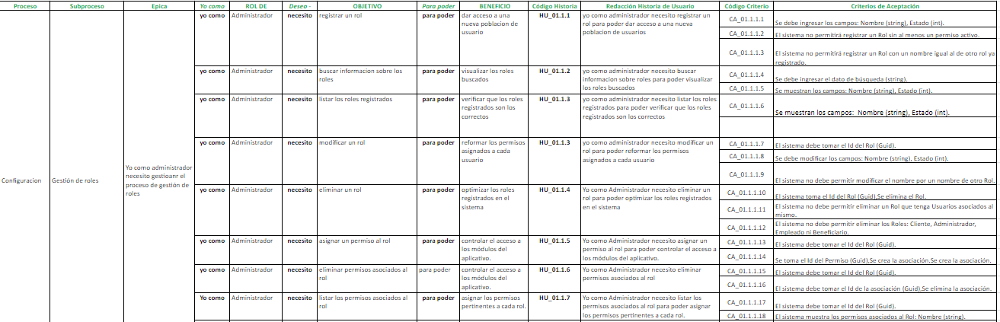 Proceso Subproceso Epica Yo como ROL DE Deseo - OBJETIVO Para poder BENEFICIO Código Historia Redacción Historia de Usuario Código Criterio Criterios de Aceptación
Configuracion
Gestión de roles
Yo como administrador
necesito gestioanr el
proceso de gestión de
roles
yo como Administrador necesito registrar un rol para poder
dar acceso a una
nueva poblacion de
usuario
HU_01.1.1
yo como administrador necesito registrar un
rol para poder dar acceso a una nueva
poblacion de usuarios
CA_01.1.1.1 Se debe ingresar los campos: Nombre (string), Estado (int).
CA_01.1.1.2 El sistema no permitirá registrar un Rol sin al menos un permiso activo.
CA_01.1.1.3 El sistema no permitirá registrar un Rol con un nombre igual al de otro rol ya
registrado.
yo como Administrador necesito
buscar informacion sobre los
roles
para poder
visualizar los roles
buscados
HU_01.1.2
yo como administrador necesito buscar
informacion sobre roles para poder visualizar
los roles buscados
CA_01.1.1.4 Se debe ingresar el dato de búsqueda (string).
CA_01.1.1.5 Se muestran los campos: Nombre (string), Estado (int).
yo como Administrador necesito listar los roles registrados para poder
verificar que los roles
registrados son los
correctos
HU_01.1.3
yo como administrador necesito listar los roles
registrados para poder verificar que los roles
registrados son los correctos
CA_01.1.1.6 Se muestran los campos: Nombre (string), Estado (int).
yo como Administrador necesito modificar un rol para poder
reformar los permisos
asignados a cada
usuario
HU_01.1.3
yo como administrador necesito modificar un
rol para poder reformar los permisos
asignados a cada usuario
CA_01.1.1.7 El sistema debe tomar el Id del Rol (Guid).
CA_01.1.1.8 Se debe modificar los campos: Nombre (string), Estado (int).
CA_01.1.1.9 El sistema no debe permitir modificar el nombre por un nombre de otro Rol.
yo como Administrador necesito eliminar un rol para poder
optimizar los roles
registrados en el
sistema
HU_01.1.4
Yo como Administrador necesito eliminar un
rol para poder optimizar los roles registrados
en el sistema
CA_01.1.1.10 El sistema toma el Id del Rol (Guid),Se elimina el Rol.
CA_01.1.1.11 El sistema no debe permitir eliminar un Rol que tenga Usuarios asociados al
mismo.
CA_01.1.1.12 El sistema no debe permitir eliminar los Roles: Cliente, Administrador,
Empleado ni Beneficiario.
yo como Administrador necesito asignar un permiso al rol para poder
controlar el acceso a
los módulos del
aplicativo.
HU_01.1.5
Yo como Administrador necesito asignar un
permiso al rol para poder controlar el acceso a
los módulos del aplicativo.
CA_01.1.1.13 El sistema debe tomar el Id del Rol (Guid).
CA_01.1.1.14 Se toma el Id del Permiso (Guid),Se crea la asociación.Se crea la asociación.
yo como Administrador necesito
eliminar permisos asociados al
rol
para poder
controlar el acceso a
los módulos del
aplicativo.
HU_01.1.6
Yo como Administrador necesito eliminar
permisos asociados al rol
CA_01.1.1.15 El sistema debe tomar el Id del Rol (Guid).
CA_01.1.1.16 El sistema debe tomar el Id de la asociación (Guid),Se elimina la asociación.
Yo como Administrador necesito
listar los permisos asociados al
rol
para poder
asignar los permisos
pertinentes a cada rol.
HU_01.1.7
Yo como Administrador necesito listar los
permisos asociados al rol para poder asignar
los permisos pertinentes a cada rol.
CA_01.1.1.17 El sistema debe tomar el Id del Rol (Guid).
CA_01.1.1.18 El sistema muestra los permisos asociados al Rol: Nombre (string).